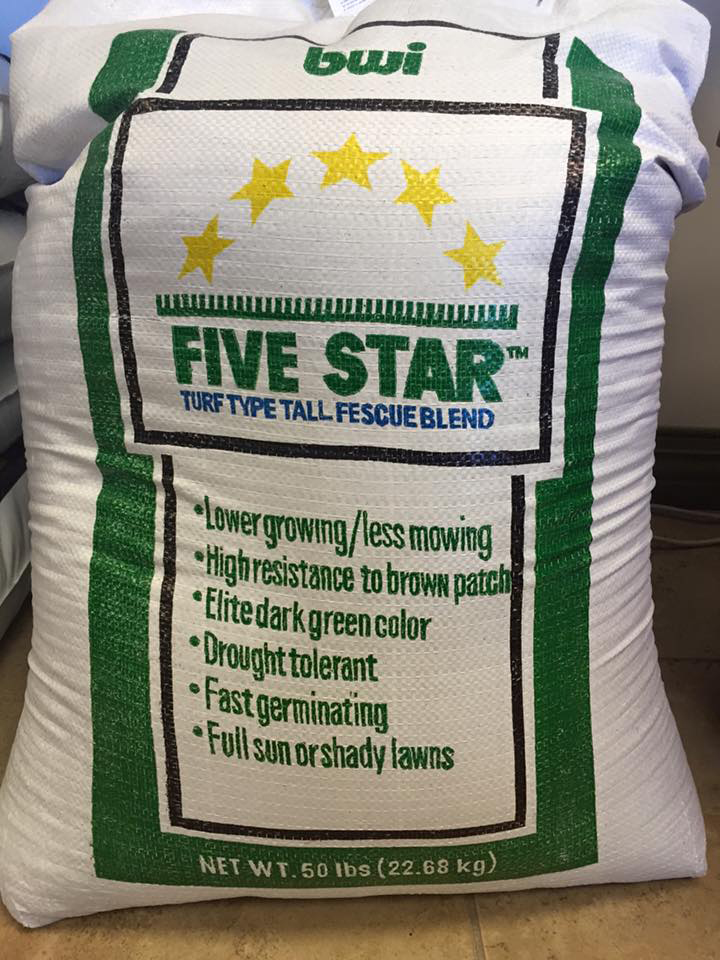 bwi
FIVE STAR™
TURF TYPE TALL FESCUE BLEND
•Lower growing/less mowing
•High resistance to brown patch
•Elite dark green color
•Drought tolerant
•Fast germinating
•Full sun or shady lawns
NET WT. 50 lbs (22.68 kg)